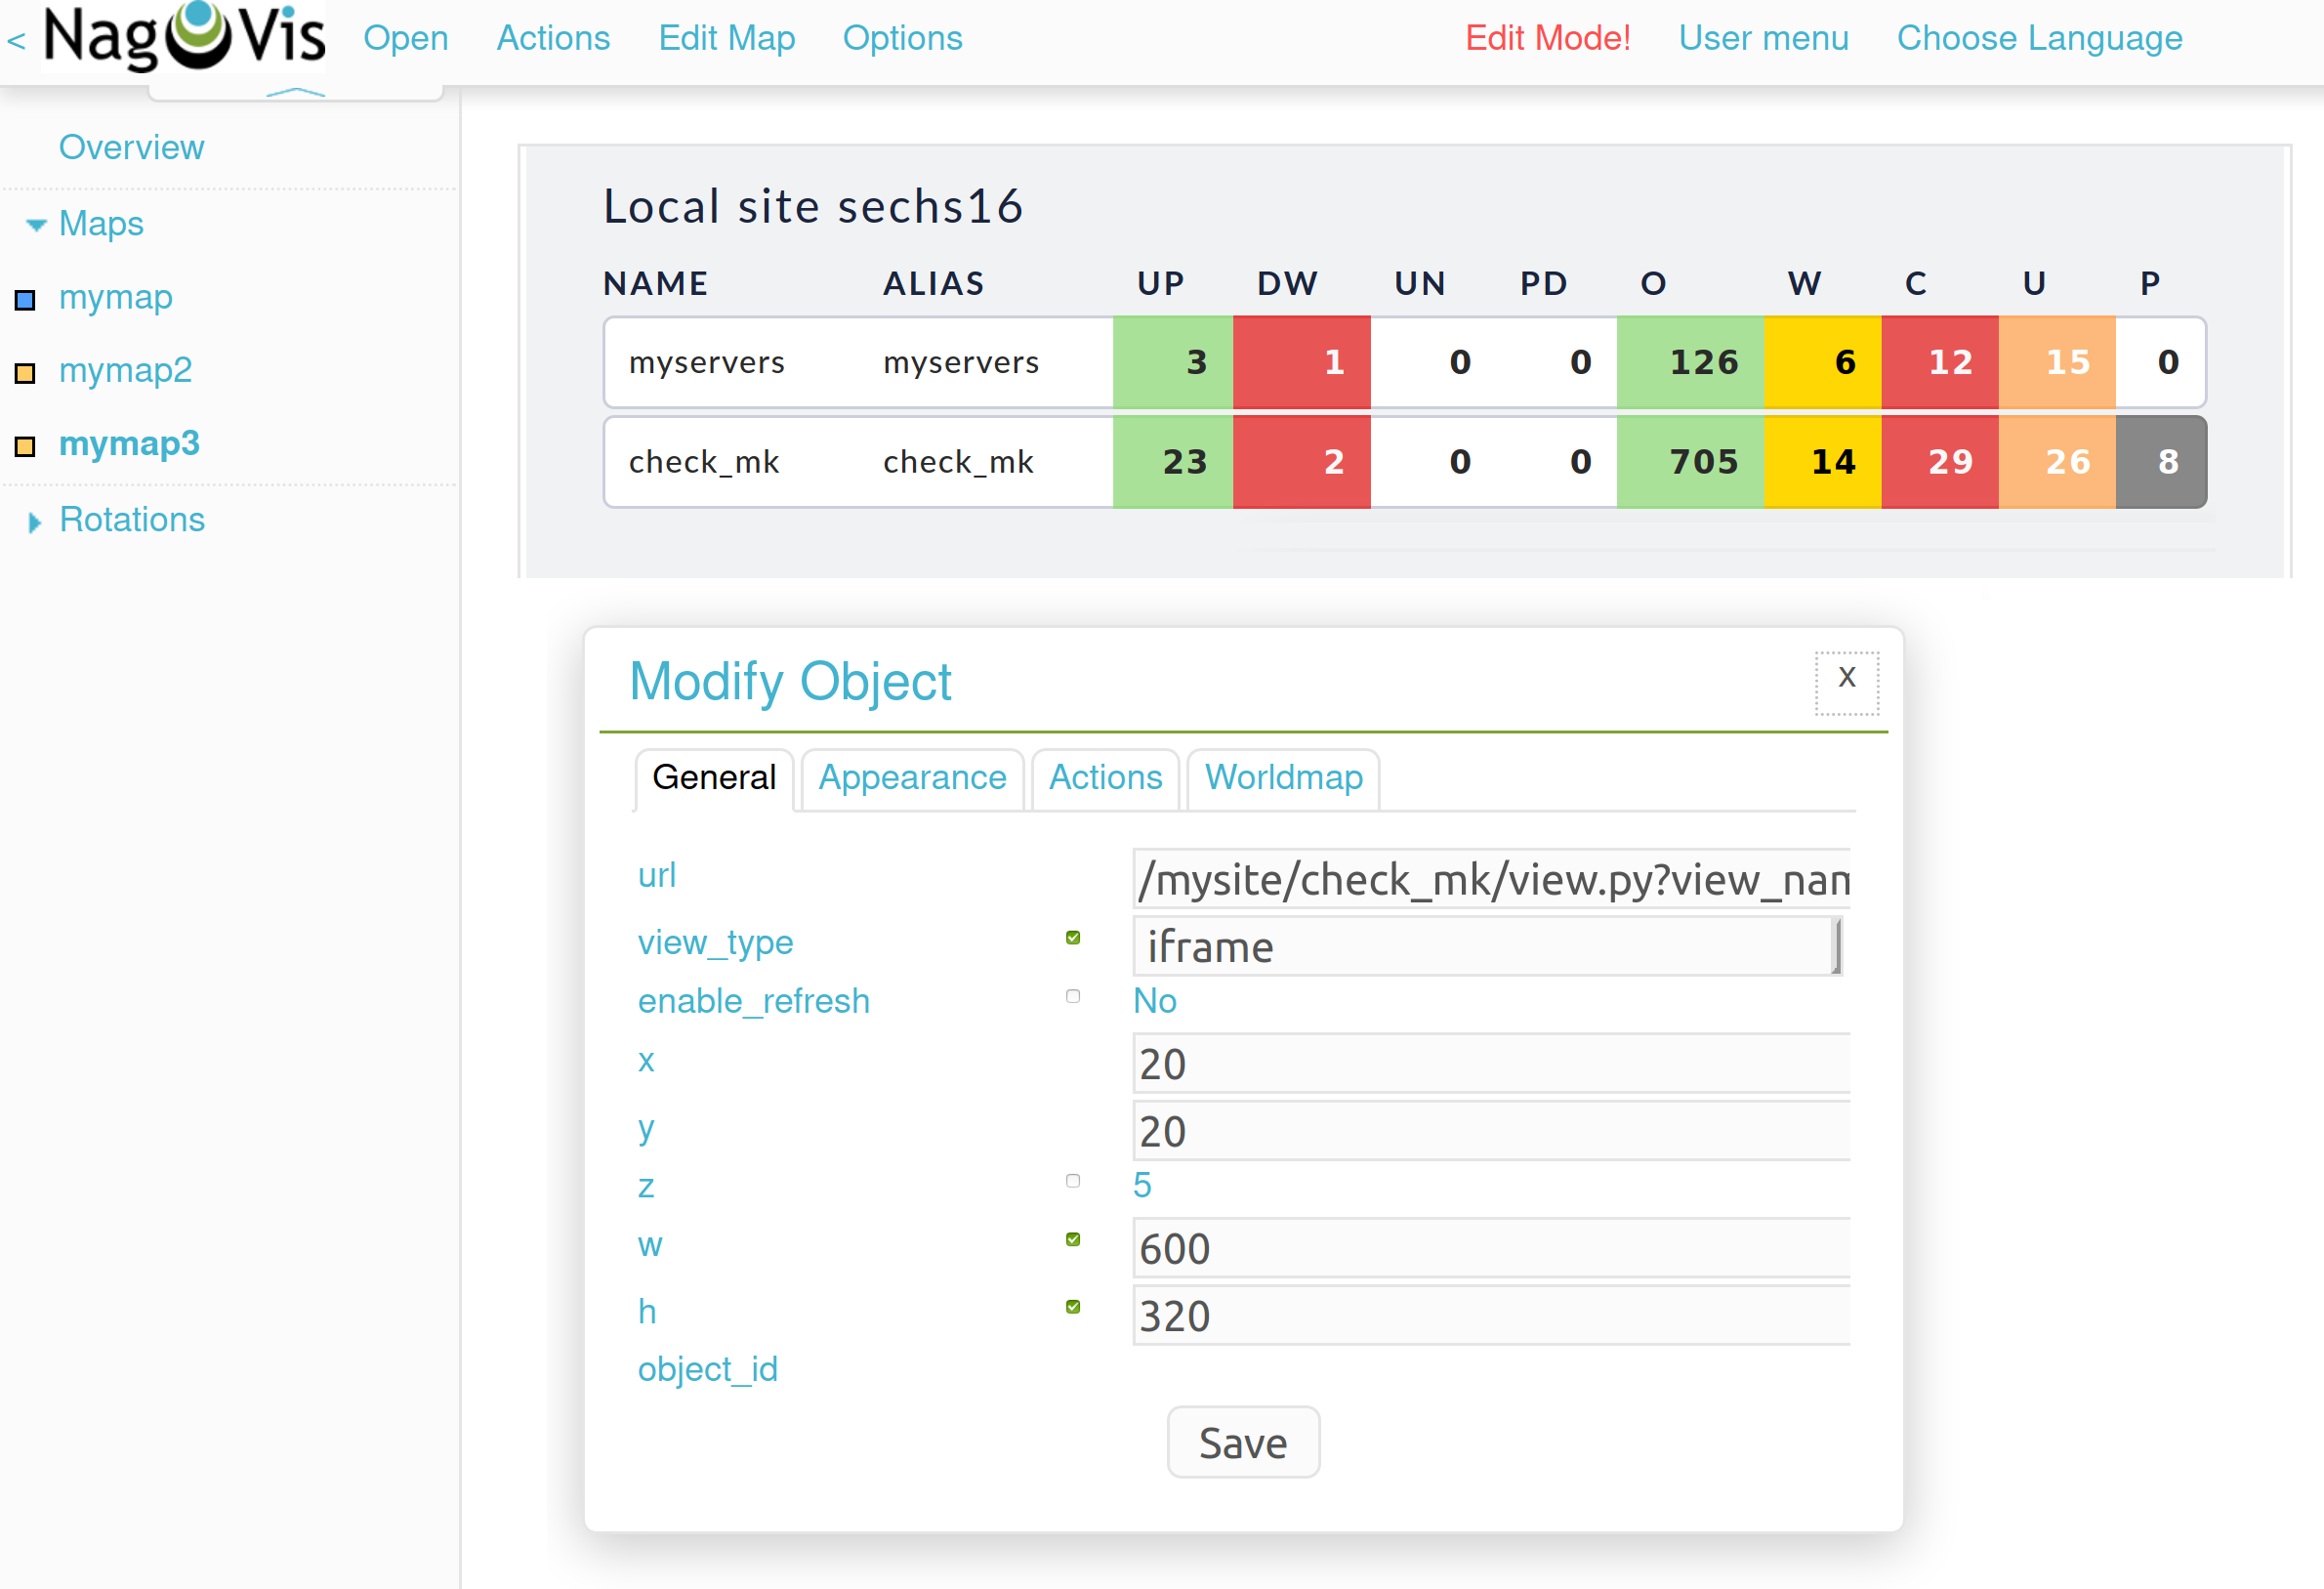 < NagVis Open Actions Edit Map Options Edit Mode! User menu Choose Language
Overview
Maps
mymap
mymap2
mymap3
Rotations
Local site sechs16
NAME ALIAS UP DW UN PD O W C U P
myservers myservers 3 1 0 0 126 6 12 15 0
check_mk check_mk 23 2 0 0 705 14 29 26 8
Modify Object x
General Appearance Actions Worldmap
url /mysite/check_mk/view.py?view_nam
view_type iframe
enable_refresh No
x 20
y 20
z 5
w 600
h 320
object_id
Save